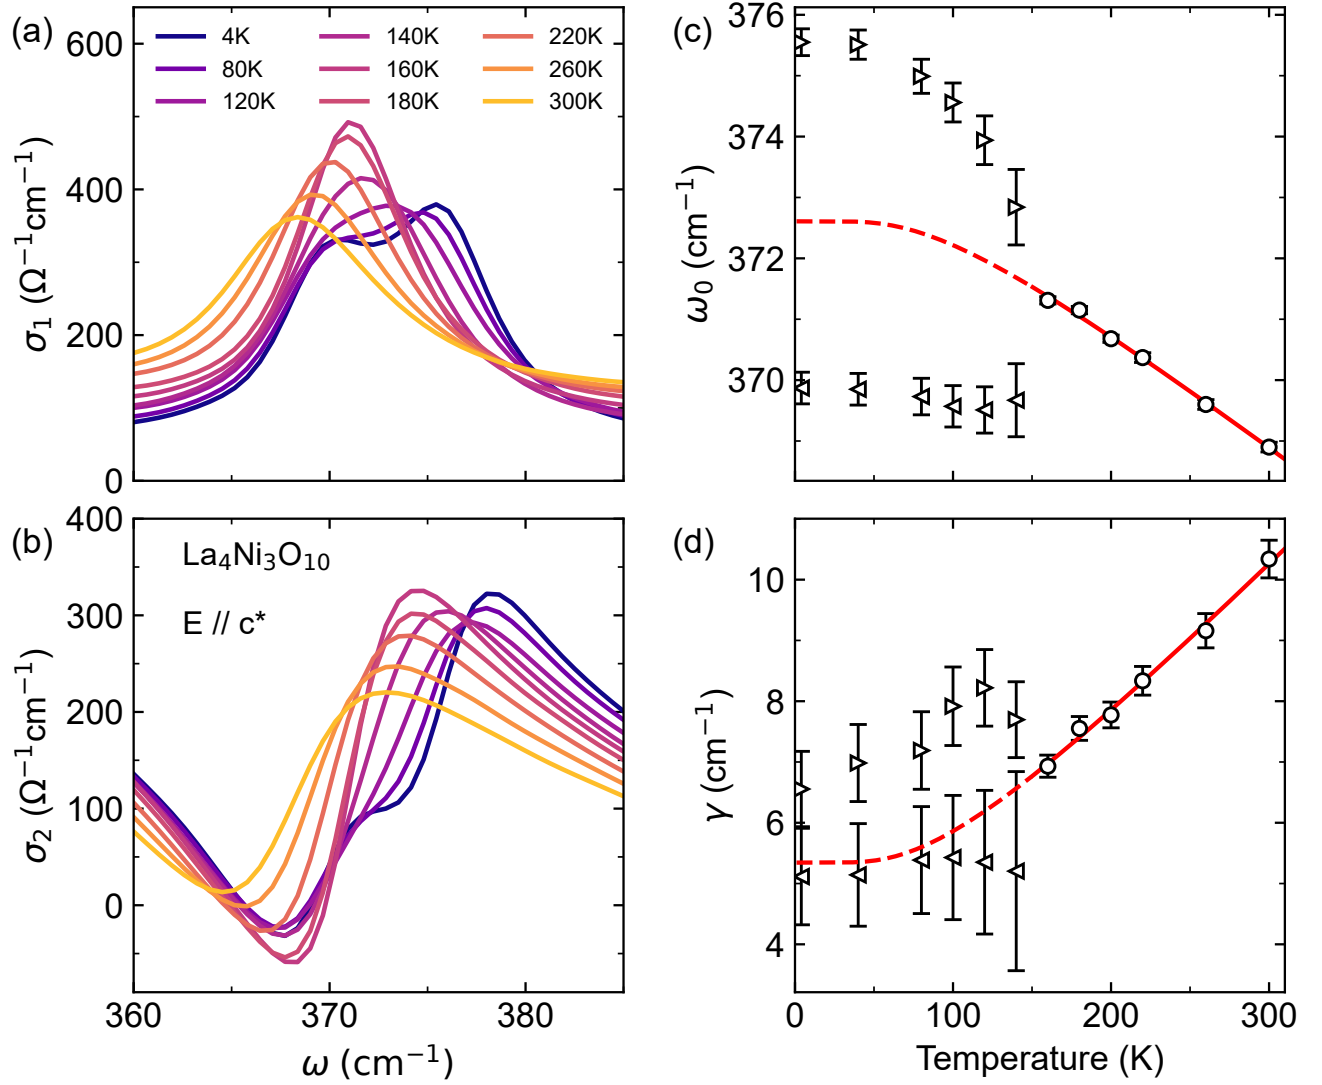 (a)
600
400
200
0
σ₁ (Ω⁻¹cm⁻¹)
4K
80K
120K
140K
160K
180K
220K
260K
300K
(b)
400
300
200
100
0
σ₂ (Ω⁻¹cm⁻¹)
La₄Ni₃O₁₀
E // c*
360
370
380
ω (cm⁻¹)
(c)
376
374
372
370
ω₀ (cm⁻¹)
(d)
10
8
6
4
γ (cm⁻¹)
0
100
200
300
Temperature (K)